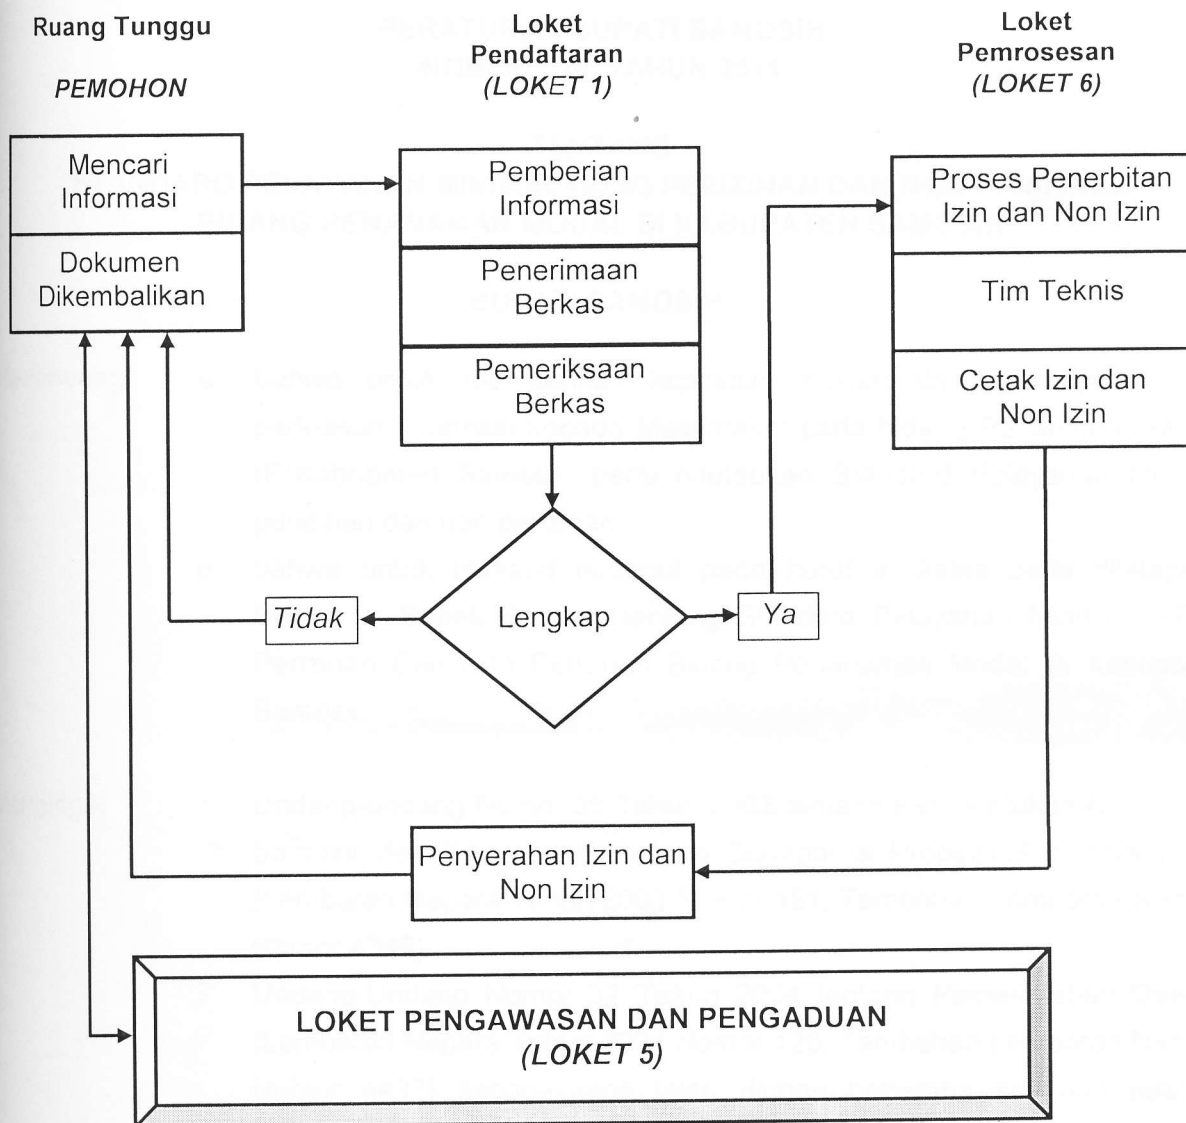 Ruang Tunggu
PEMOHON
Loket
Pendaftaran
(LOKET 1)
Loket
Pemrosesan
(LOKET 6)
Mencari
Informasi
Dokumen
Dikembalikan
Pemberian
Informasi
Penerimaan
Berkas
Pemeriksaan
Berkas
Proses Penerbitan
Izin dan Non Izin
Tim Teknis
Cetak Izin dan
Non Izin
Tidak
Lengkap
Ya
Penyerahan Izin dan
Non Izin
LOKET PENGAWASAN DAN PENGADUAN
(LOKET 5)